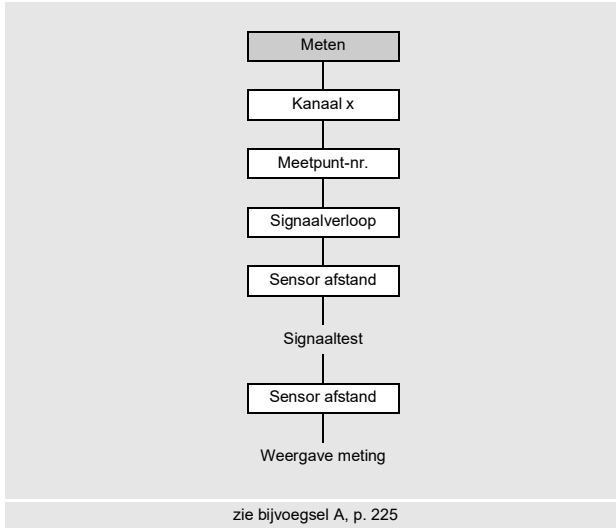 Meten
Kanaal x
Meetpunt-nr.
Signaalverloop
Sensor afstand
Signaaltest
Sensor afstand
Weergave meting
zie bijvoegsel A, p. 225